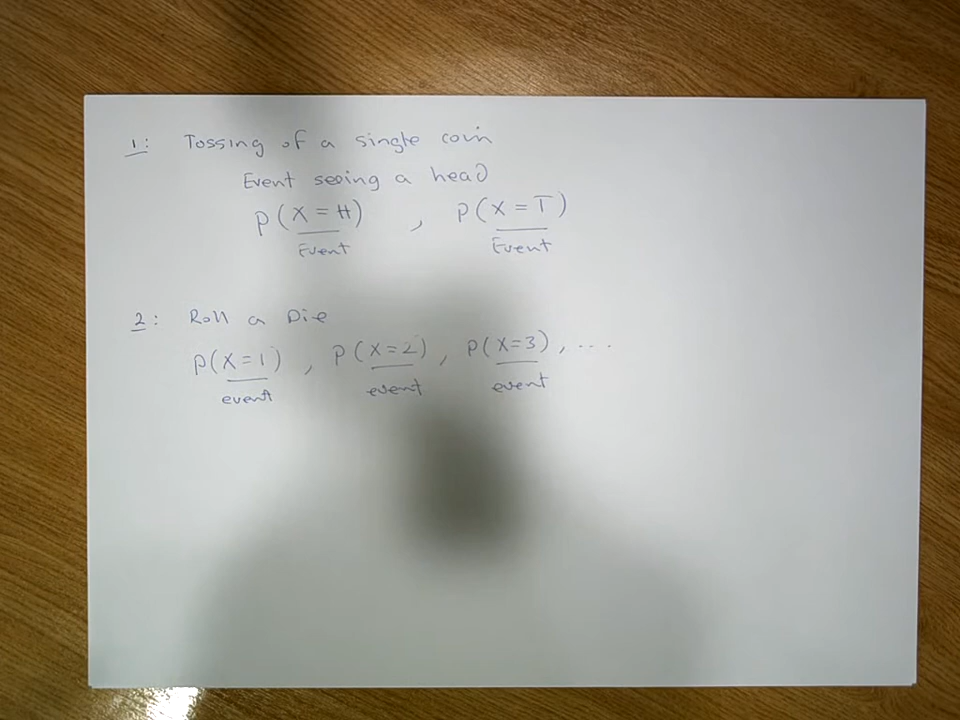 1: Tossing of a single coin
Event seeing a head
P(X=H) , P(X=T)
Event Event
2: Roll a Die
P(X=1) , P(X=2) , P(X=3) , ....
event event event